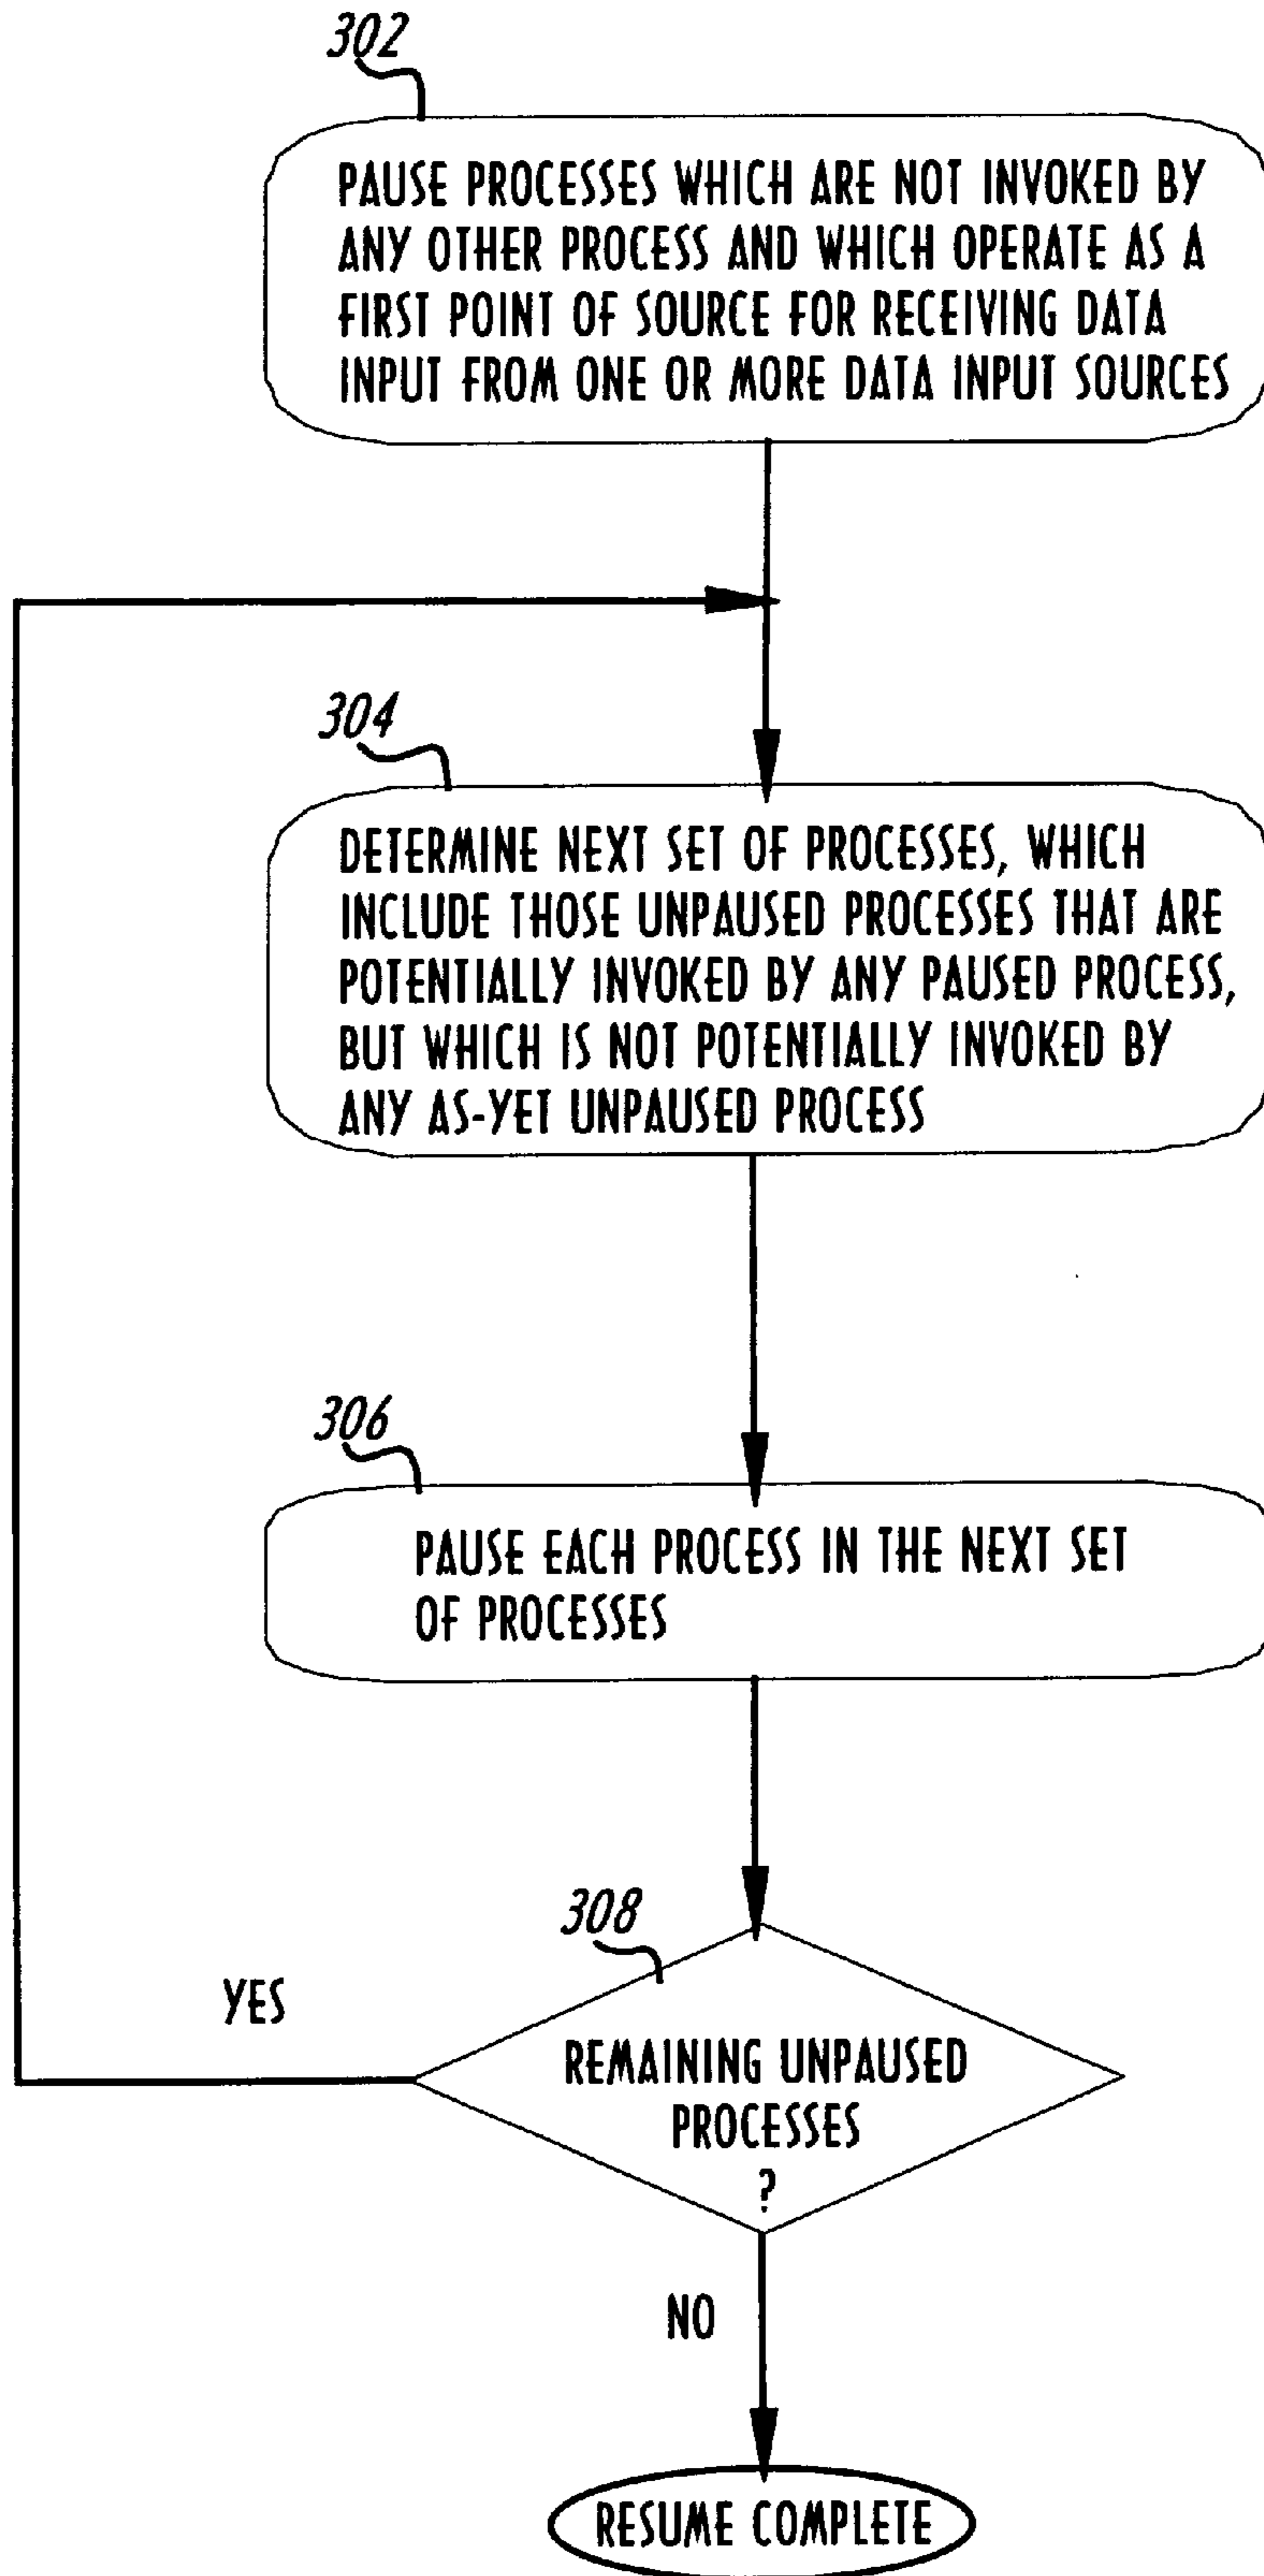 302
PAUSE PROCESSES WHICH ARE NOT INVOKED BY
ANY OTHER PROCESS AND WHICH OPERATE AS A
FIRST POINT OF SOURCE FOR RECEIVING DATA
INPUT FROM ONE OR MORE DATA INPUT SOURCES
304
DETERMINE NEXT SET OF PROCESSES, WHICH
INCLUDE THOSE UNPAUSED PROCESSES THAT ARE
POTENTIALLY INVOKED BY ANY PAUSED PROCESS,
BUT WHICH IS NOT POTENTIALLY INVOKED BY
ANY AS-YET UNPAUSED PROCESS
306
PAUSE EACH PROCESS IN THE NEXT SET
OF PROCESSES
308
YES
REMAINING UNPAUSED
PROCESSES
?
NO
RESUME COMPLETE